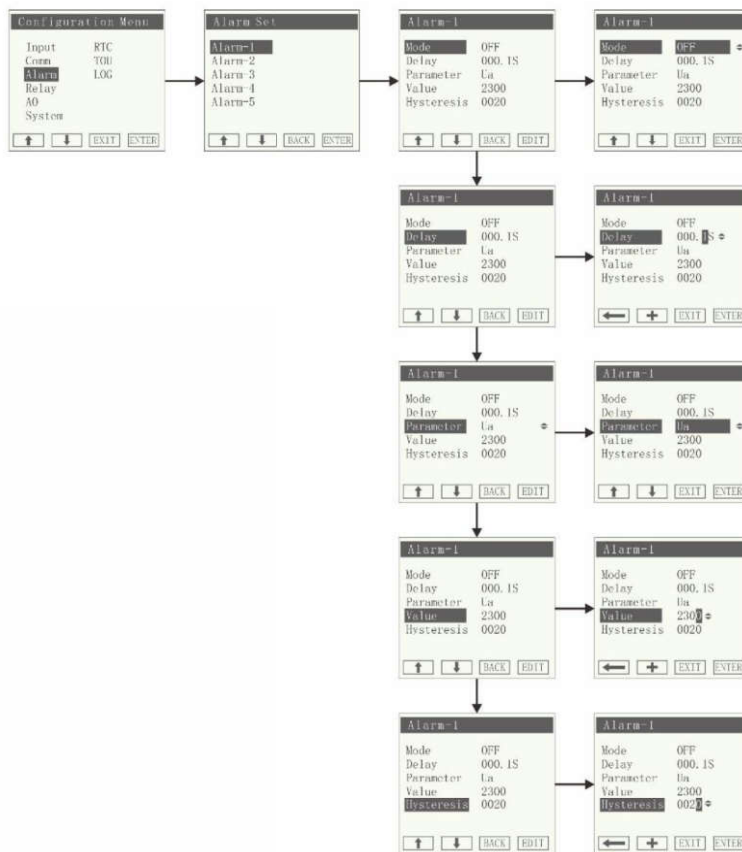 Configuration Menu
Input RTC
Comm TOU
Alarm LOG
Relay
AO
System
EXIT ENTER
Alarm Set
Alarm-1
Alarm-2
Alarm-3
Alarm-4
Alarm-5
BACK ENTER
Alarm-1
Mode OFF
Delay 000.1S
Parameter Ua
Value 2300
Hysteresis 0020
BACK EDIT
Alarm-1
Mode OFF
Delay 000.1S
Parameter Ua
Value 2300
Hysteresis 0020
EXIT ENTER
Alarm-1
Mode OFF
Delay 000.1S
Parameter Ua
Value 2300
Hysteresis 0020
BACK EDIT
Alarm-1
Mode OFF
Delay 000.1S
Parameter Ua
Value 2300
Hysteresis 0020
EXIT ENTER
Alarm-1
Mode OFF
Delay 000.1S
Parameter Ua
Value 2300
Hysteresis 0020
BACK EDIT
Alarm-1
Mode OFF
Delay 000.1S
Parameter Ua
Value 2300
Hysteresis 0020
EXIT ENTER
Alarm-1
Mode OFF
Delay 000.1S
Parameter Ua
Value 2300
Hysteresis 0020
BACK EDIT
Alarm-1
Mode OFF
Delay 000.1S
Parameter Ua
Value 2300
Hysteresis 0020
EXIT ENTER
Alarm-1
Mode OFF
Delay 000.1S
Parameter Ua
Value 2300
Hysteresis 0020
BACK EDIT
Alarm-1
Mode OFF
Delay 000.1S
Parameter Ua
Value 2300
Hysteresis 0020
EXIT ENTER